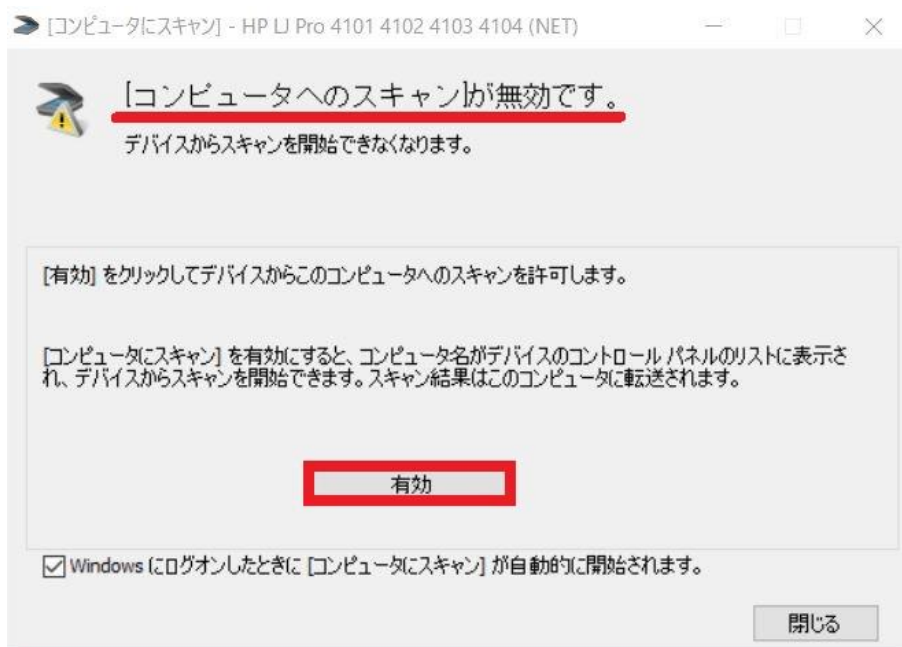 [コンピュータにスキャン] - HP LJ Pro 4101 4102 4103 4104 (NET)
[コンピュータへのスキャン]が無効です。
デバイスからスキャンを開始できなくなります。
[有効] をクリックしてデバイスからこのコンピュータへのスキャンを許可します。
[コンピュータにスキャン] を有効にすると、コンピュータ名がデバイスのコントロール パネルのリストに表示さ
れ、デバイスからスキャンを開始できます。スキャン結果はこのコンピュータに転送されます。
有効
Windows にログオンしたときに [コンピュータにスキャン] が自動的に開始されます。
閉じる